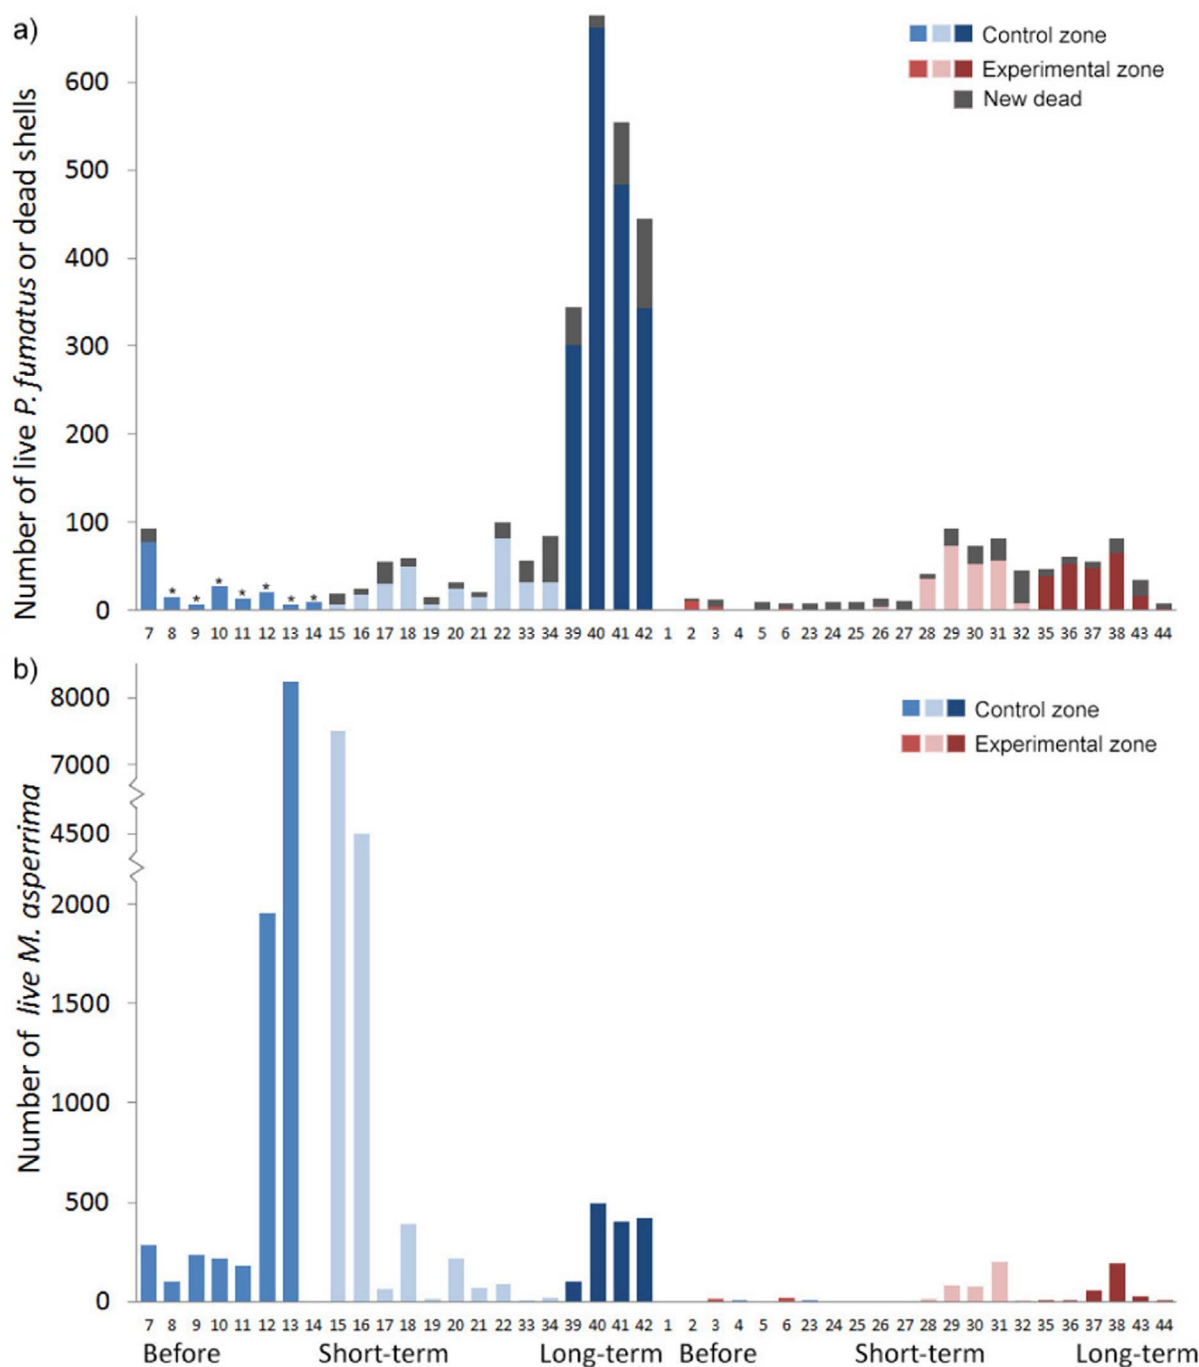 a)
Number of live P. fumatus or dead shells
600
500
400
300
200
100
0
Control zone
Experimental zone
New dead
* * * * * * *
7 8 9 10 11 12 13 14 15 16 17 18 19 20 21 22 33 34 39 40 41 42 1 2 3 4 5 6 23 24 25 26 27 28 29 30 31 32 35 36 37 38 43 44
b)
Number of live M. asperrima
8000
7000
4500
2000
1500
1000
500
0
Control zone
Experimental zone
7 8 9 10 11 12 13 14 15 16 17 18 19 20 21 22 33 34 39 40 41 42 1 2 3 4 5 6 23 24 25 26 27 28 29 30 31 32 35 36 37 38 43 44
Before Short-term Long-term Before Short-term Long-term